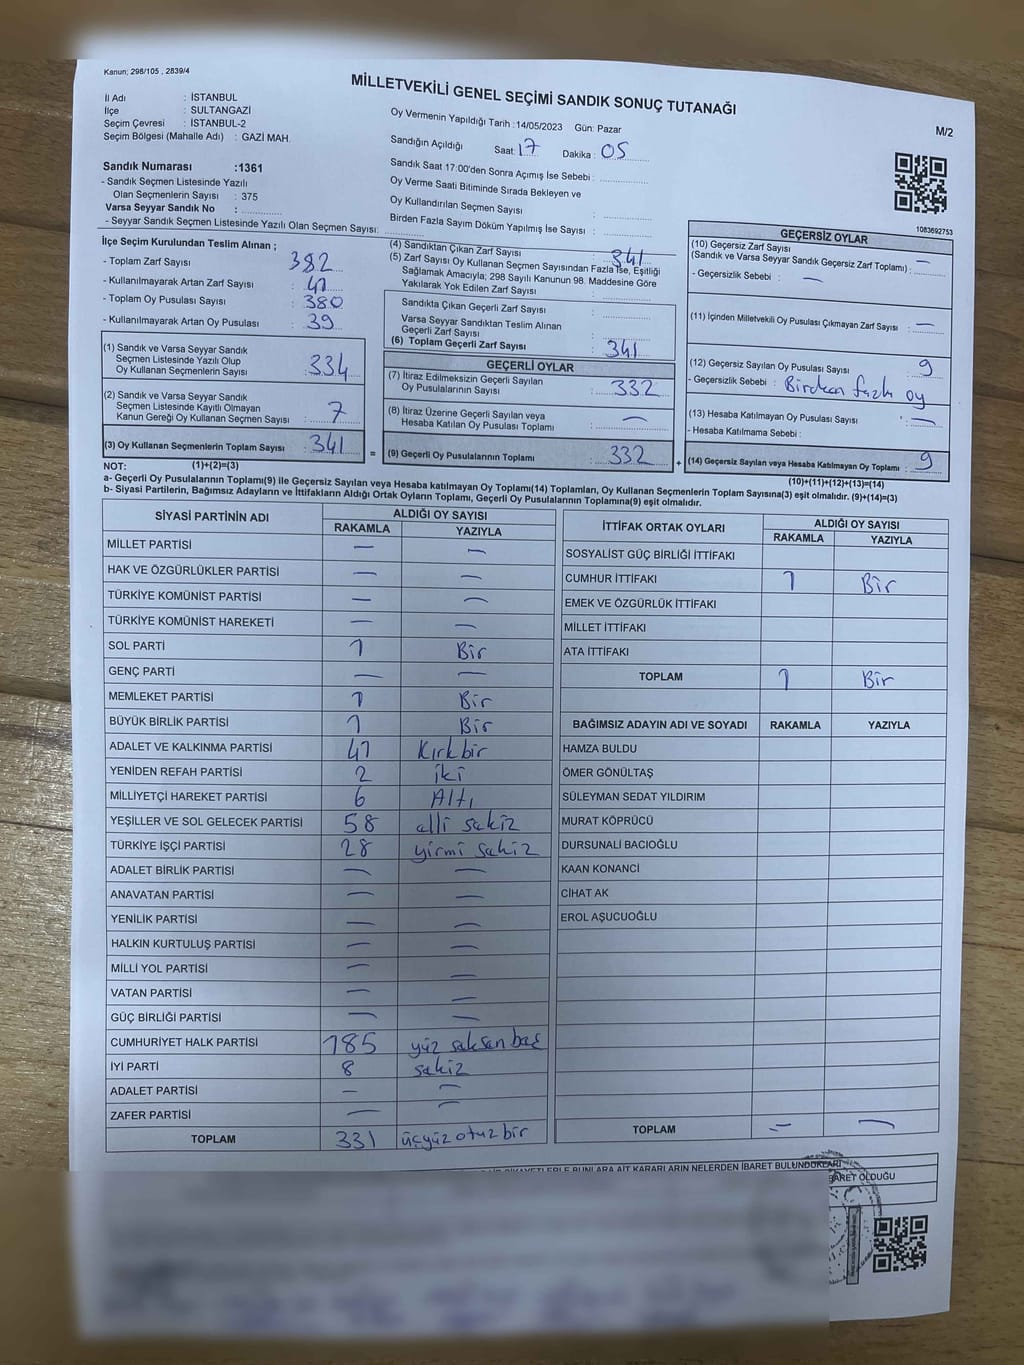 Kanun; 298/105 , 2839/4
MİLLETVEKİLİ GENEL SEÇİMİ SANDIK SONUÇ TUTANAĞI
M/2
İl Adı : İSTANBUL
İlçe : SULTANGAZİ
Seçim Çevresi : İSTANBUL-2
Seçim Bölgesi (Mahalle Adı) : GAZİ MAH.
Sandık Numarası :1361
- Sandık Seçmen Listesinde Yazılı
Olan Seçmenlerin Sayısı : 375
Varsa Seyyar Sandık No :
- Seyyar Sandık Seçmen Listesinde Yazılı Olan Seçmen Sayısı:
Oy Vermenin Yapıldığı Tarih :14/05/2023 Gün: Pazar
Sandığın Açıldığı Saat: 17 Dakika : 05
Sandık Saat 17:00'den Sonra Açımış İse Sebebi :
Oy Verme Saati Bitiminde Sırada Bekleyen ve
Oy Kullandırılan Seçmen Sayısı :
Birden Fazla Sayım Döküm Yapılmış İse Sayısı :
1083692753
İlçe Seçim Kurulundan Teslim Alınan ;
- Toplam Zarf Sayısı : 382
- Kullanılmayarak Artan Zarf Sayısı : 41
- Toplam Oy Pusulası Sayısı : 380
- Kullanılmayarak Artan Oy Pusulası : 39
(1) Sandık ve Varsa Seyyar Sandık
Seçmen Listesinde Yazılı Olup
Oy Kullanan Seçmenlerin Sayısı : 334
(2) Sandık ve Varsa Seyyar Sandık
Seçmen Listesinde Kayıtlı Olmayan
Kanun Gereği Oy Kullanan Seçmen Sayısı : 7
(3) Oy Kullanan Seçmenlerin Toplam Sayısı : 341
(1)+(2)=(3)
(4) Sandıktan Çıkan Zarf Sayısı : 341
(5) Zarf Sayısı Oy Kullanan Seçmen Sayısından Fazla İse, Eşitliği
Sağlamak Amacıyla; 298 Sayılı Kanunun 98. Maddesine Göre
Yakılarak Yok Edilen Zarf Sayısı :
Sandıkta Çıkan Geçerli Zarf Sayısı :
Varsa Seyyar Sandıktan Teslim Alınan
Geçerli Zarf Sayısı :
(6) Toplam Geçerli Zarf Sayısı : 341
GEÇERLİ OYLAR
(7) İtiraz Edilmeksizin Geçerli Sayılan
Oy Pusulalarının Sayısı : 332
(8) İtiraz Üzerine Geçerli Sayılan veya
Hesaba Katılan Oy Pusulası Toplamı : —
= (9) Geçerli Oy Pusulalarının Toplamı : 332
GEÇERSİZ OYLAR
(10) Geçersiz Zarf Sayısı
(Sandık ve Varsa Seyyar Sandık Geçersiz Zarf Toplamı) : —
- Geçersizlik Sebebi : —
(11) İçinden Milletvekili Oy Pusulası Çıkmayan Zarf Sayısı : —
(12) Geçersiz Sayılan Oy Pusulası Sayısı : 9
- Geçersizlik Sebebi : Birden fazla oy
(13) Hesaba Katılmayan Oy Pusulası Sayısı : —
- Hesaba Katılmama Sebebi :
+ (14) Geçersiz Sayılan veya Hesaba Katılmayan Oy Toplamı : 9
(10)+(11)+(12)+(13)=(14)
NOT:
a- Geçerli Oy Pusulaların Toplamı(9) ile Geçersiz Sayılan veya Hesaba Katılmayan Oy Toplamı(14) Toplamları, Oy Kullanan Seçmenlerin Toplam Sayısına(3) eşit olmalıdır. (9)+(14)=(3)
b- Siyasi Partilerin, Bağımsız Adayların ve İttifakların Aldığı Ortak Oyların Toplamı, Geçerli Oy Pusulalarının Toplamına(9) eşit olmalıdır.
SİYASİ PARTİNİN ADI ALDIĞI OY SAYISI
RAKAMLA YAZIYLA
MİLLET PARTİSİ — —
HAK VE ÖZGÜRLÜKLER PARTİSİ — —
TÜRKİYE KOMÜNİST PARTİSİ — —
TÜRKİYE KOMÜNİST HAREKETİ — —
SOL PARTİ 1 Bir
GENÇ PARTİ — —
MEMLEKET PARTİSİ 1 Bir
BÜYÜK BİRLİK PARTİSİ 1 Bir
ADALET VE KALKINMA PARTİSİ 41 Kırkbir
YENİDEN REFAH PARTİSİ 2 iki
MİLLİYETÇİ HAREKET PARTİSİ 6 Altı
YEŞİLLER VE SOL GELECEK PARTİSİ 58 elli sekiz
TÜRKİYE İŞÇİ PARTİSİ 28 yirmi sekiz
ADALET BİRLİK PARTİSİ — —
ANAVATAN PARTİSİ — —
YENİLİK PARTİSİ — —
HALKIN KURTULUŞ PARTİSİ — —
MİLLİ YOL PARTİSİ — —
VATAN PARTİSİ — —
GÜÇ BİRLİĞİ PARTİSİ — —
CUMHURİYET HALK PARTİSİ 185 yüz seksen beş
İYİ PARTİ 8 sekiz
ADALET PARTİSİ — —
ZAFER PARTİSİ — —
TOPLAM 331 üçyüz otuz bir
İTTİFAK ORTAK OYLARI ALDIĞI OY SAYISI
RAKAMLA YAZIYLA
SOSYALİST GÜÇ BİRLİĞİ İTTİFAKI
CUMHUR İTTİFAKI 1 Bir
EMEK VE ÖZGÜRLÜK İTTİFAKI
MİLLET İTTİFAKI
ATA İTTİFAKI
TOPLAM 1 Bir
BAĞIMSIZ ADAYIN ADI VE SOYADI RAKAMLA YAZIYLA
HAMZA BULDU
ÖMER GÖNÜLTAŞ
SÜLEYMAN SEDAT YILDIRIM
MURAT KÖPRÜCÜ
DURSUNALİ BACIOĞLU
KAAN KONANCİ
CİHAT AK
EROL AŞUCUOĞLU
TOPLAM — —
ŞİKAYETLERLE BUNLARA AİT KARARLARIN NELERDEN İBARET BULUNDUKLARI
BARET OLDUĞU